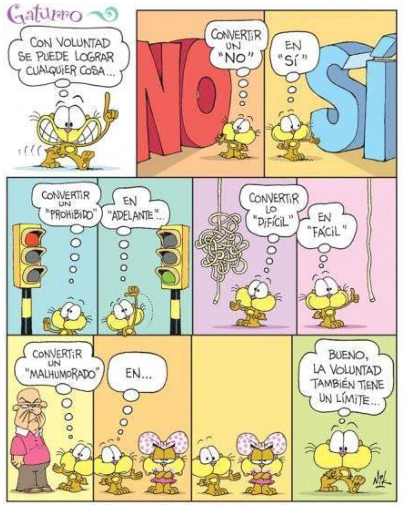 Gaturro
CON VOLUNTAD
SE PUEDE LOGRAR
CUALQUIER COSA...
CONVERTIR
UN
"NO"
EN
"SÍ"
NO
SÍ
CONVERTIR
UN
"PROHIBIDO"
EN
"ADELANTE"...
CONVERTIR
LO
"DIFÍCIL"
EN
"FÁCIL"
CONVERTIR
UN
"MALHUMORADO"
EN...
BUENO,
LA VOLUNTAD
TAMBIÉN TIENE
UN LÍMITE...
NIK